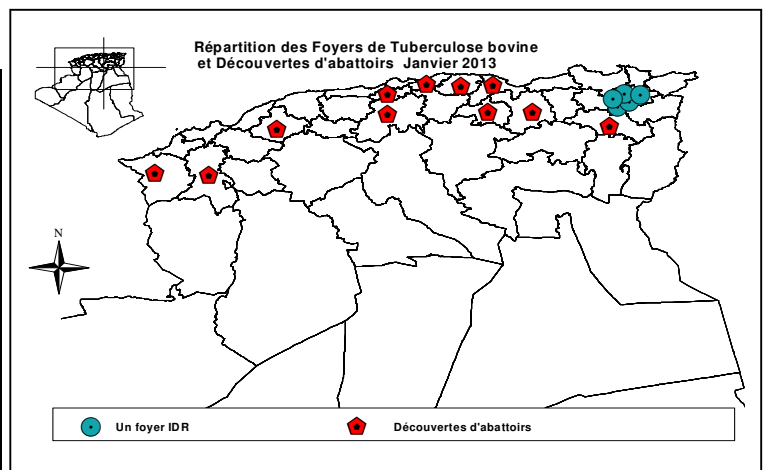 Répartition des Foyers de Tuberculose bovine
et Découvertes d'abattoirs Janvier 2013
N
Un foyer IDR
Découvertes d'abattoirs